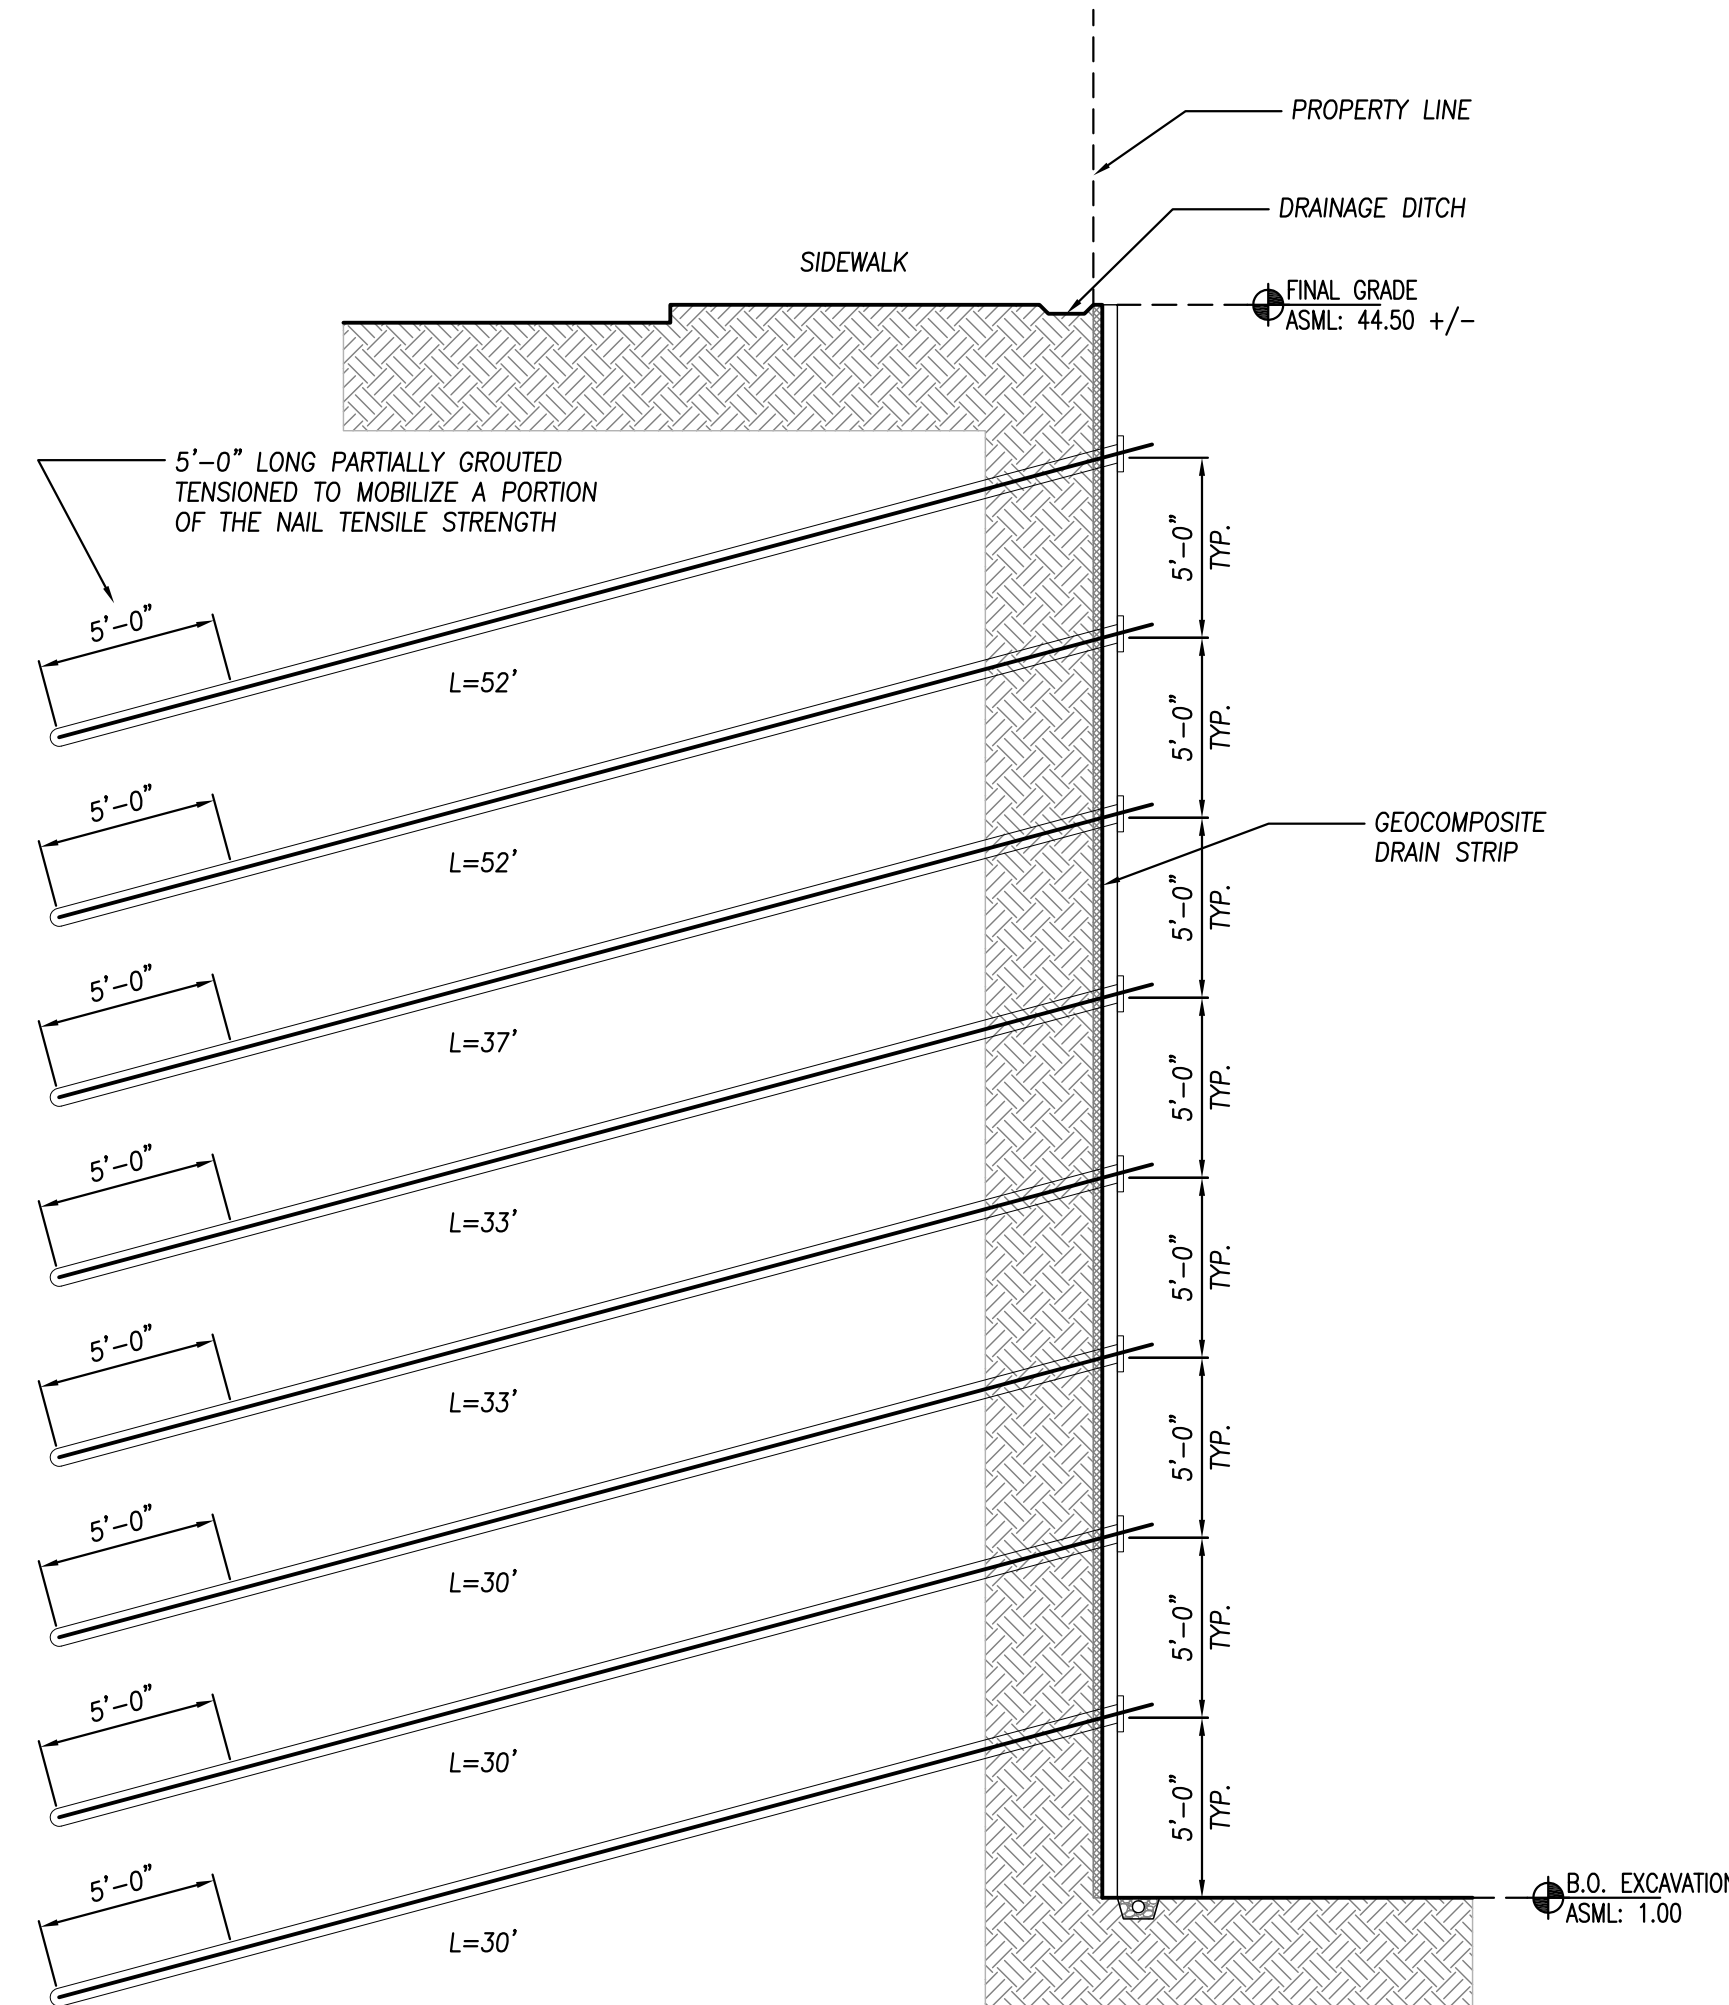 PROPERTY LINE
DRAINAGE DITCH
SIDEWALK
FINAL GRADE
ASML: 44.50 +/-
5'-0" LONG PARTIALLY GROUTED
TENSIONED TO MOBILIZE A PORTION
OF THE NAIL TENSILE STRENGTH
5'-0"
TYP.
5'-0"
L=52'
5'-0"
TYP.
5'-0"
L=52'
GEOCOMPOSITE
DRAIN STRIP
5'-0"
TYP.
5'-0"
L=37'
5'-0"
TYP.
5'-0"
L=33'
5'-0"
TYP.
5'-0"
L=33'
5'-0"
TYP.
5'-0"
L=30'
5'-0"
TYP.
5'-0"
L=30'
5'-0"
TYP.
5'-0"
L=30'
B.O. EXCAVATION
ASML: 1.00